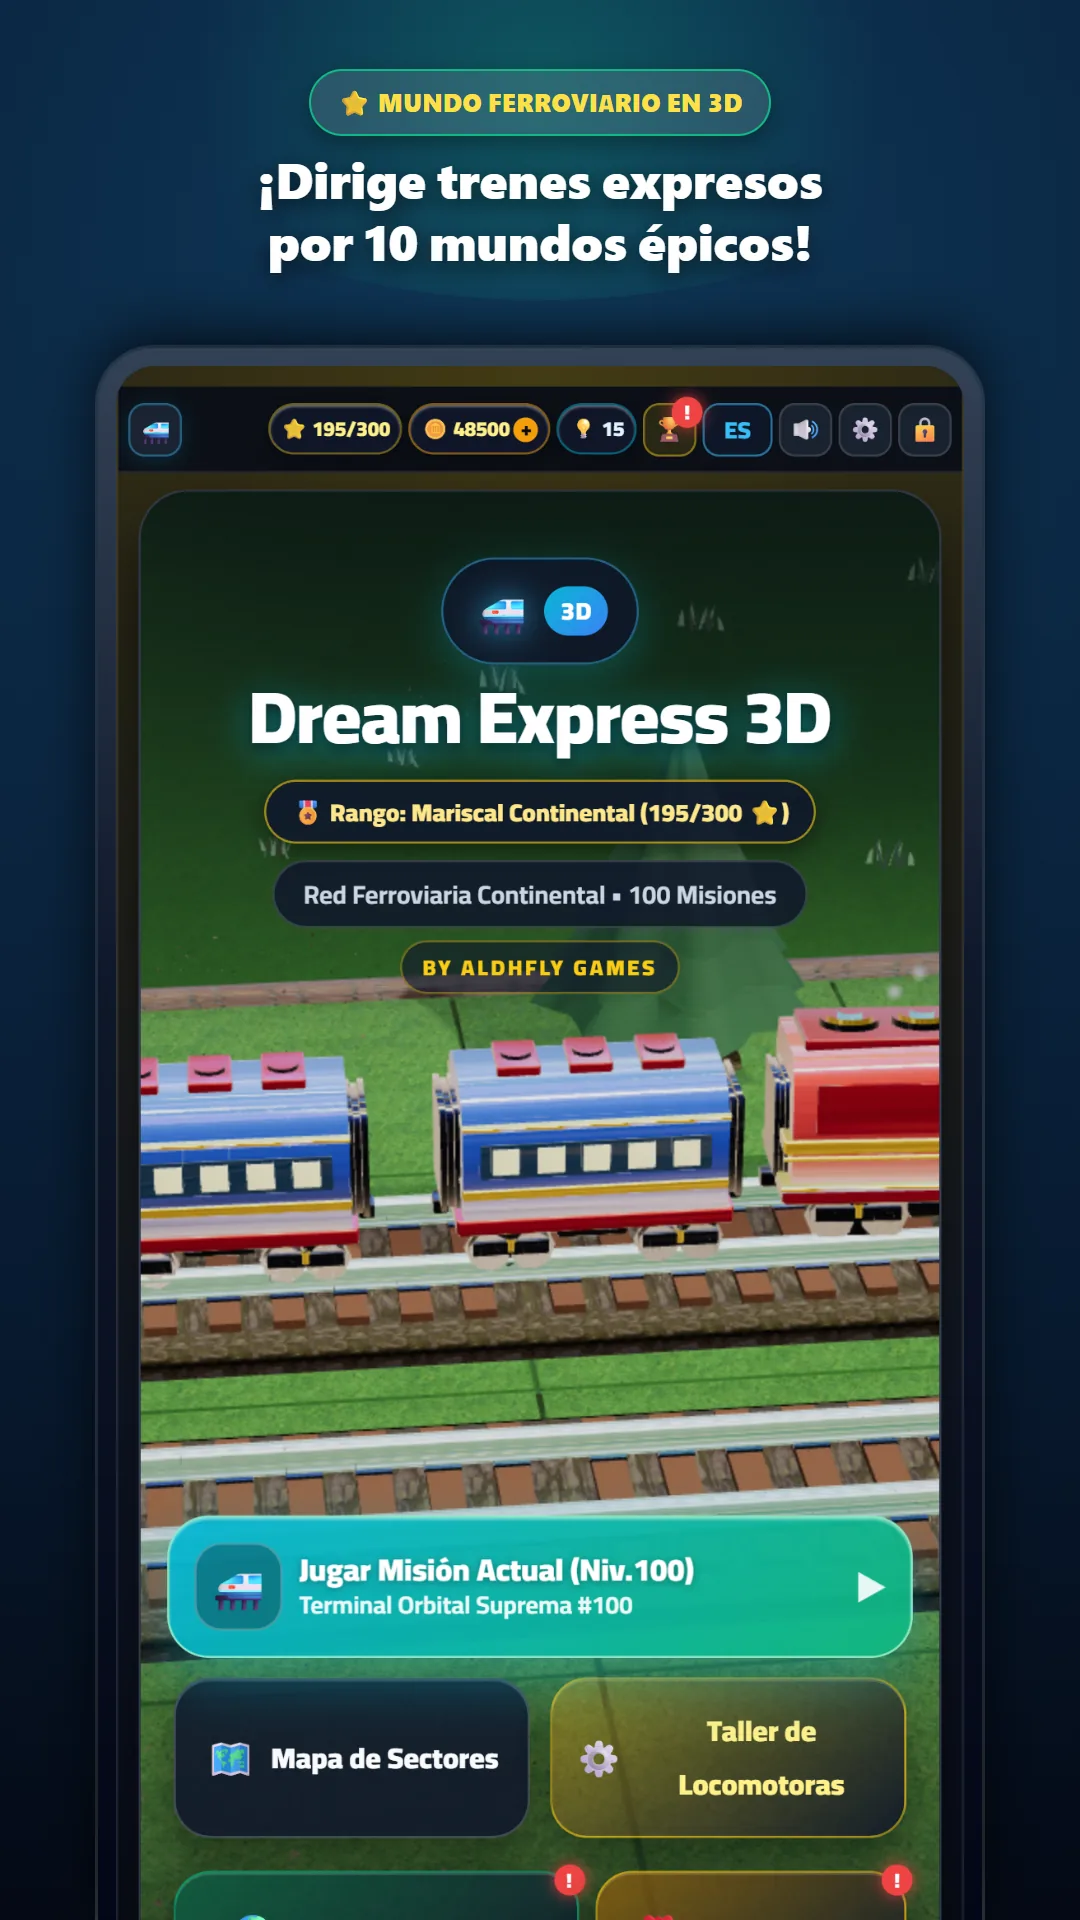 MUNDO FERROVIARIO EN 3D
¡Dirige trenes expresos
por 10 mundos épicos!
195/300
48500
+
15
!
ES
3D
Dream Express 3D
Rango: Mariscal Continental (195/300 ⭐)
Red Ferroviaria Continental ▪ 100 Misiones
BY ALDHFLY GAMES
Jugar Misión Actual (Niv.100)
Terminal Orbital Suprema #100
Mapa de Sectores
Taller de
Locomotoras
!
!